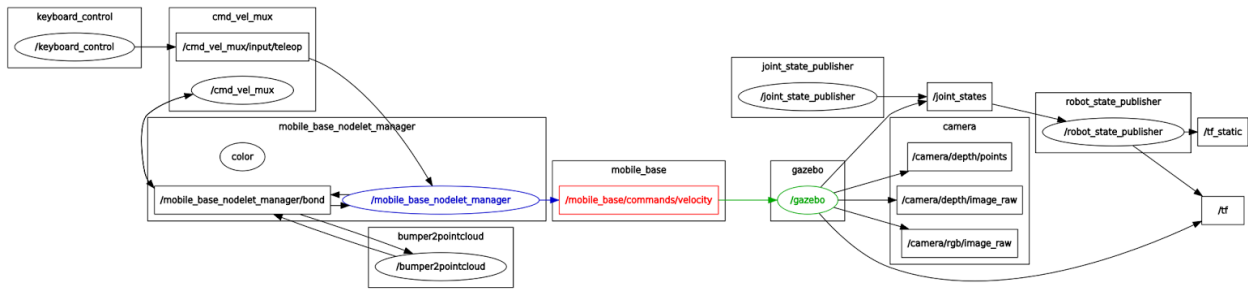 keyboard_control
/keyboard_control
cmd_vel_mux
/cmd_vel_mux/input/teleop
/cmd_vel_mux
mobile_base_nodelet_manager
color
/mobile_base_nodelet_manager/bond
/mobile_base_nodelet_manager
bumper2pointcloud
/bumper2pointcloud
mobile_base
/mobile_base/commands/velocity
gazebo
/gazebo
joint_state_publisher
/joint_state_publisher
/joint_states
camera
/camera/depth/points
/camera/depth/image_raw
/camera/rgb/image_raw
robot_state_publisher
/robot_state_publisher
/tf_static
/tf